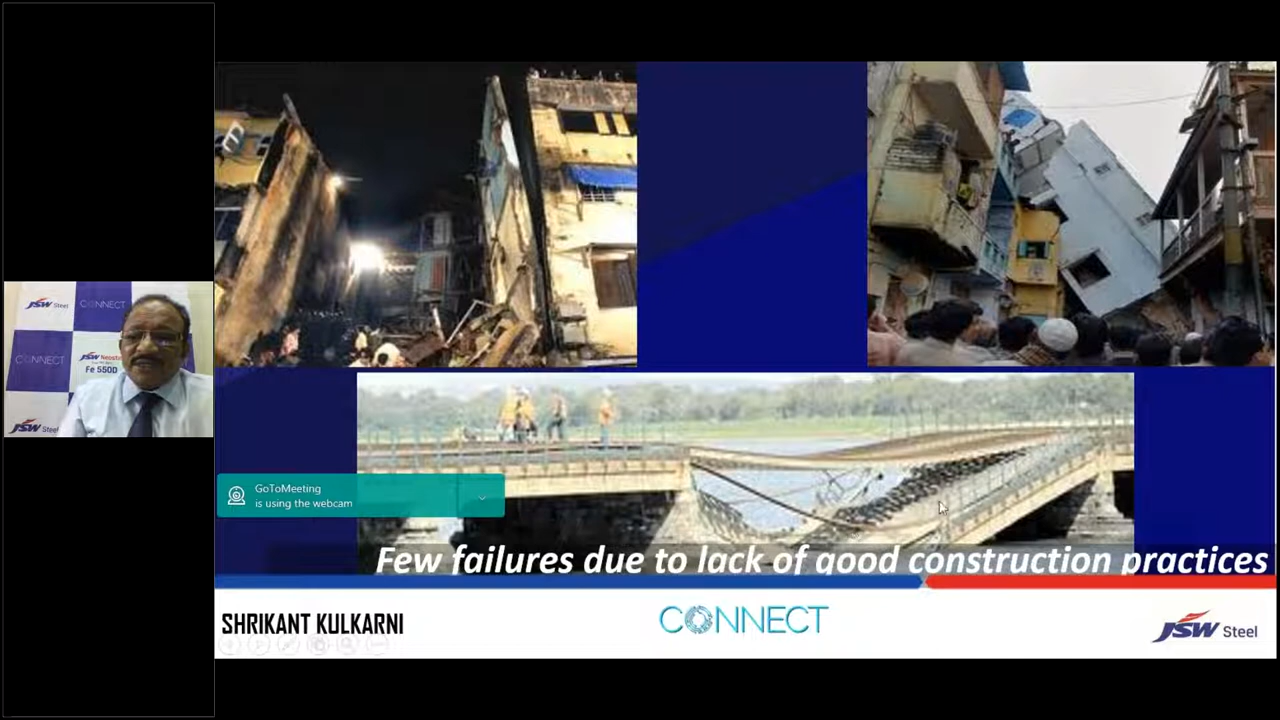 JSW Steel
CONNECT
CONNECT
JSW
Fe 550D
JSW Steel
GoToMeeting
is using the webcam
Few failures due to lack of good construction practices
SHRIKANT KULKARNI
CONNECT
JSW Steel